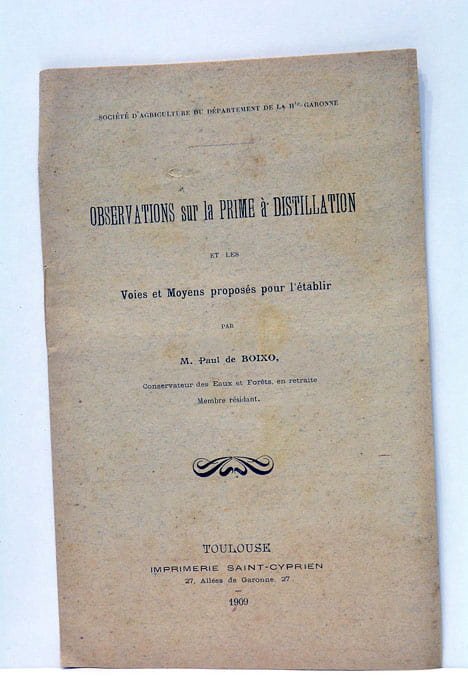 SOCIÉTÉ D'AGRICULTURE DU DÉPARTEMENT DE LA Hte-GARONNE
OBSERVATIONS sur la PRIME à DISTILLATION
ET LES
Voies et Moyens proposés pour l'établir
PAR
M. Paul de BOIXO,
Conservateur des Eaux et Forêts, en retraite
Membre résidant.
TOULOUSE
IMPRIMERIE SAINT-CYPRIEN
27, Allées de Garonne, 27
1909